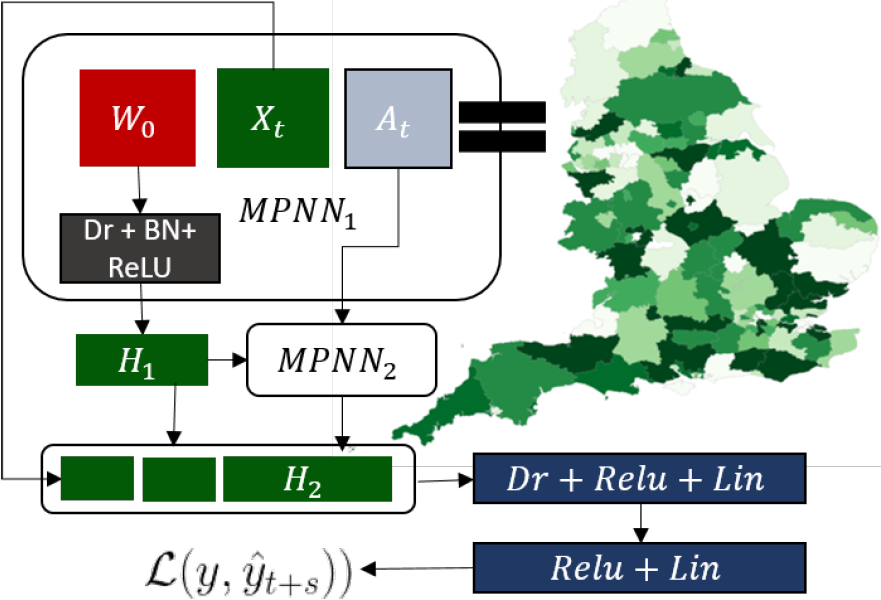 W₀
Xₜ
Aₜ
MPNN₁
Dr + BN+
ReLU
H₁
MPNN₂
H₂
Dr + Relu + Lin
Relu + Lin
ℒ(y, ŷₜ₊ₛ))